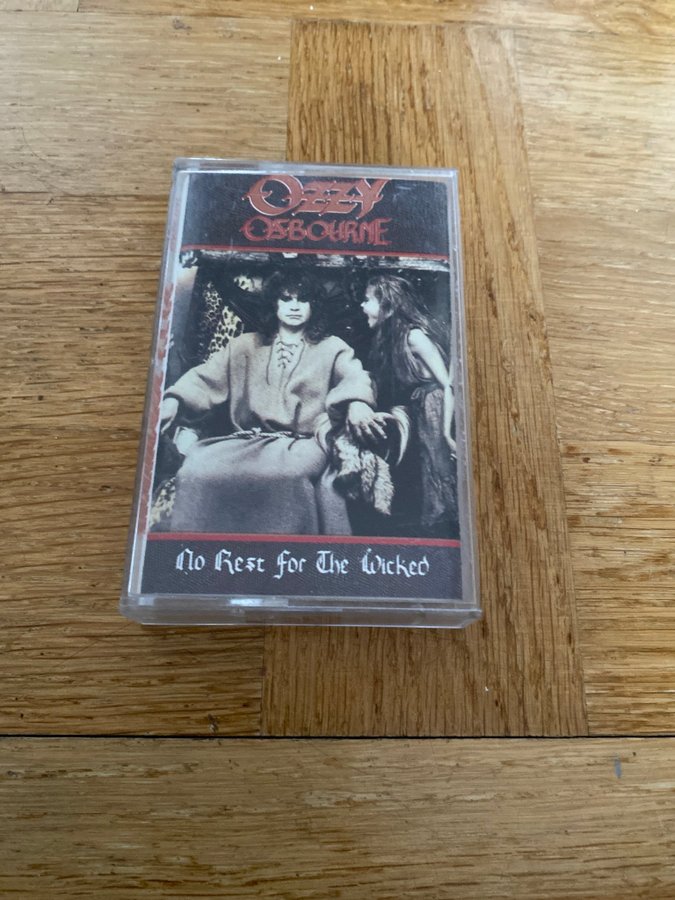 OZZY
OSBOURNE
No Rest for The Wicked